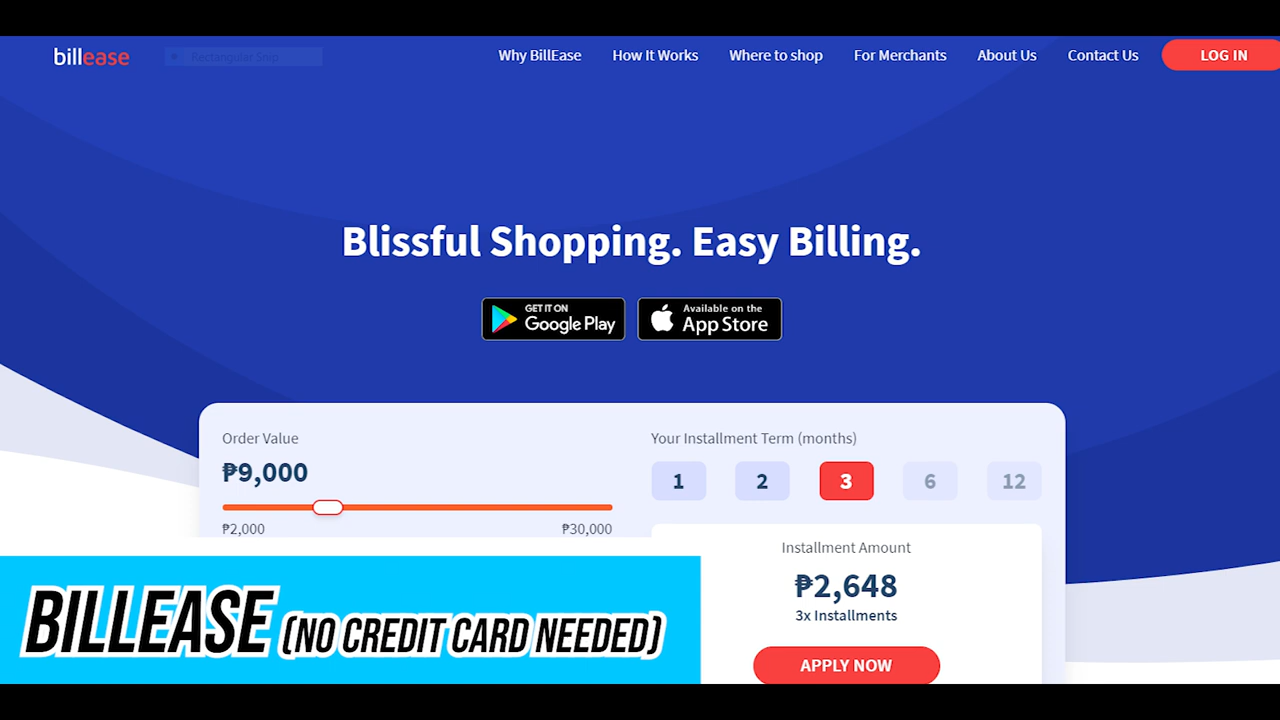 billease
Rectangular Snip
Why BillEase
How It Works
Where to shop
For Merchants
About Us
Contact Us
LOG IN
Blissful Shopping. Easy Billing.
GET IT ON
Google Play
Available on the
App Store
Order Value
₱9,000
₱2,000
₱30,000
Your Installment Term (months)
1
2
3
6
12
Installment Amount
₱2,648
3x Installments
APPLY NOW
BILLEASE (NO CREDIT CARD NEEDED)